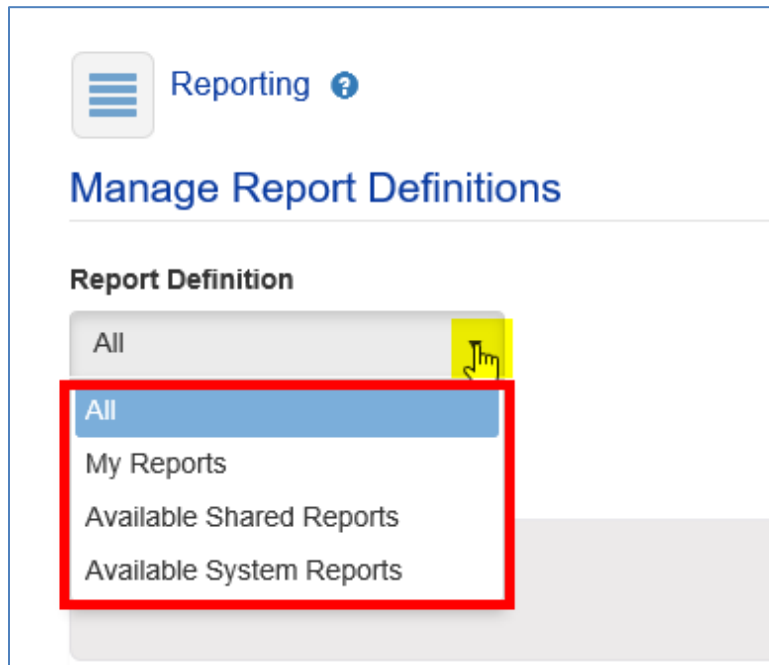 Reporting ?
Manage Report Definitions
Report Definition
All
All
My Reports
Available Shared Reports
Available System Reports